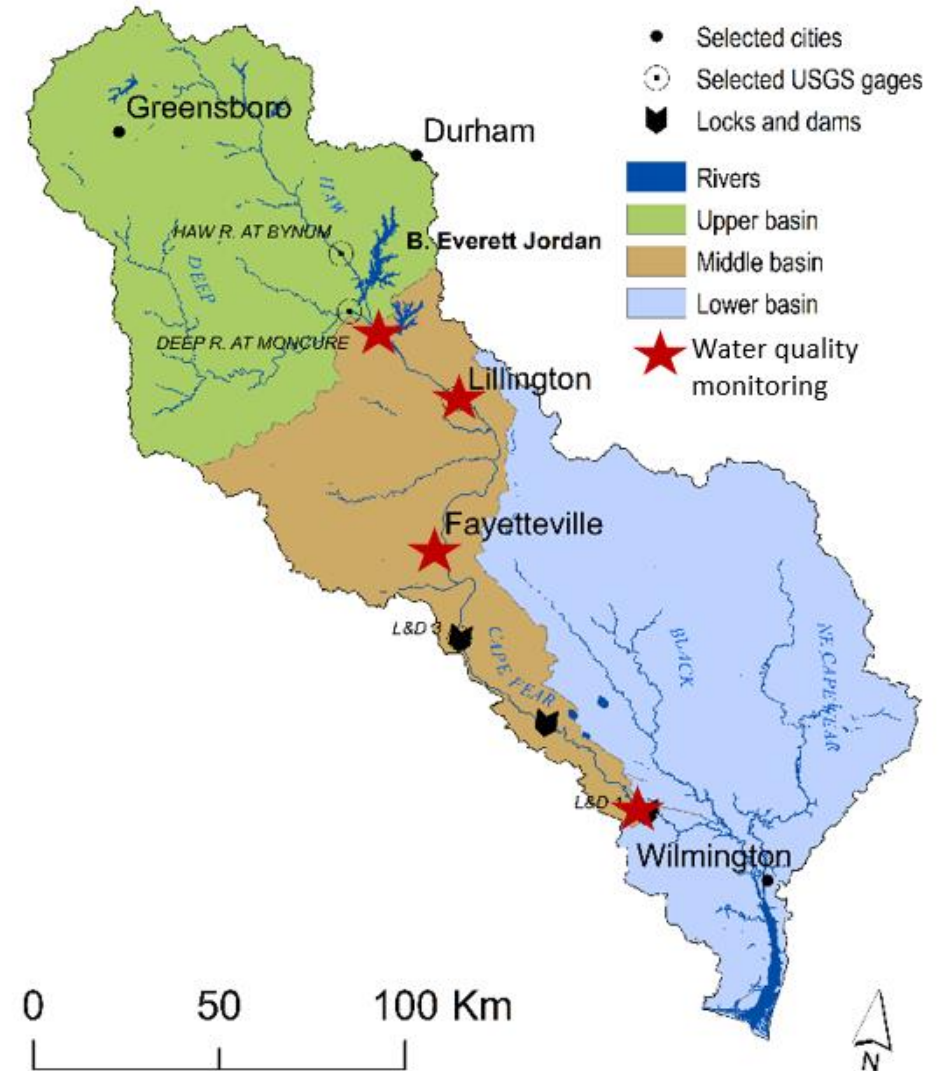 Selected cities
Selected USGS gages
Locks and dams
Rivers
Upper basin
Middle basin
Lower basin
Water quality
monitoring
Greensboro
Durham
HAW
HAW R. AT BYNUM
B. Everett Jordan
DEEP
DEEP R. AT MONCURE
Lillington
Fayetteville
L&D 3
CAPE FEAR
BLACK
NE CAPE FEAR
L&D 1
Wilmington
0 50 100 Km
N